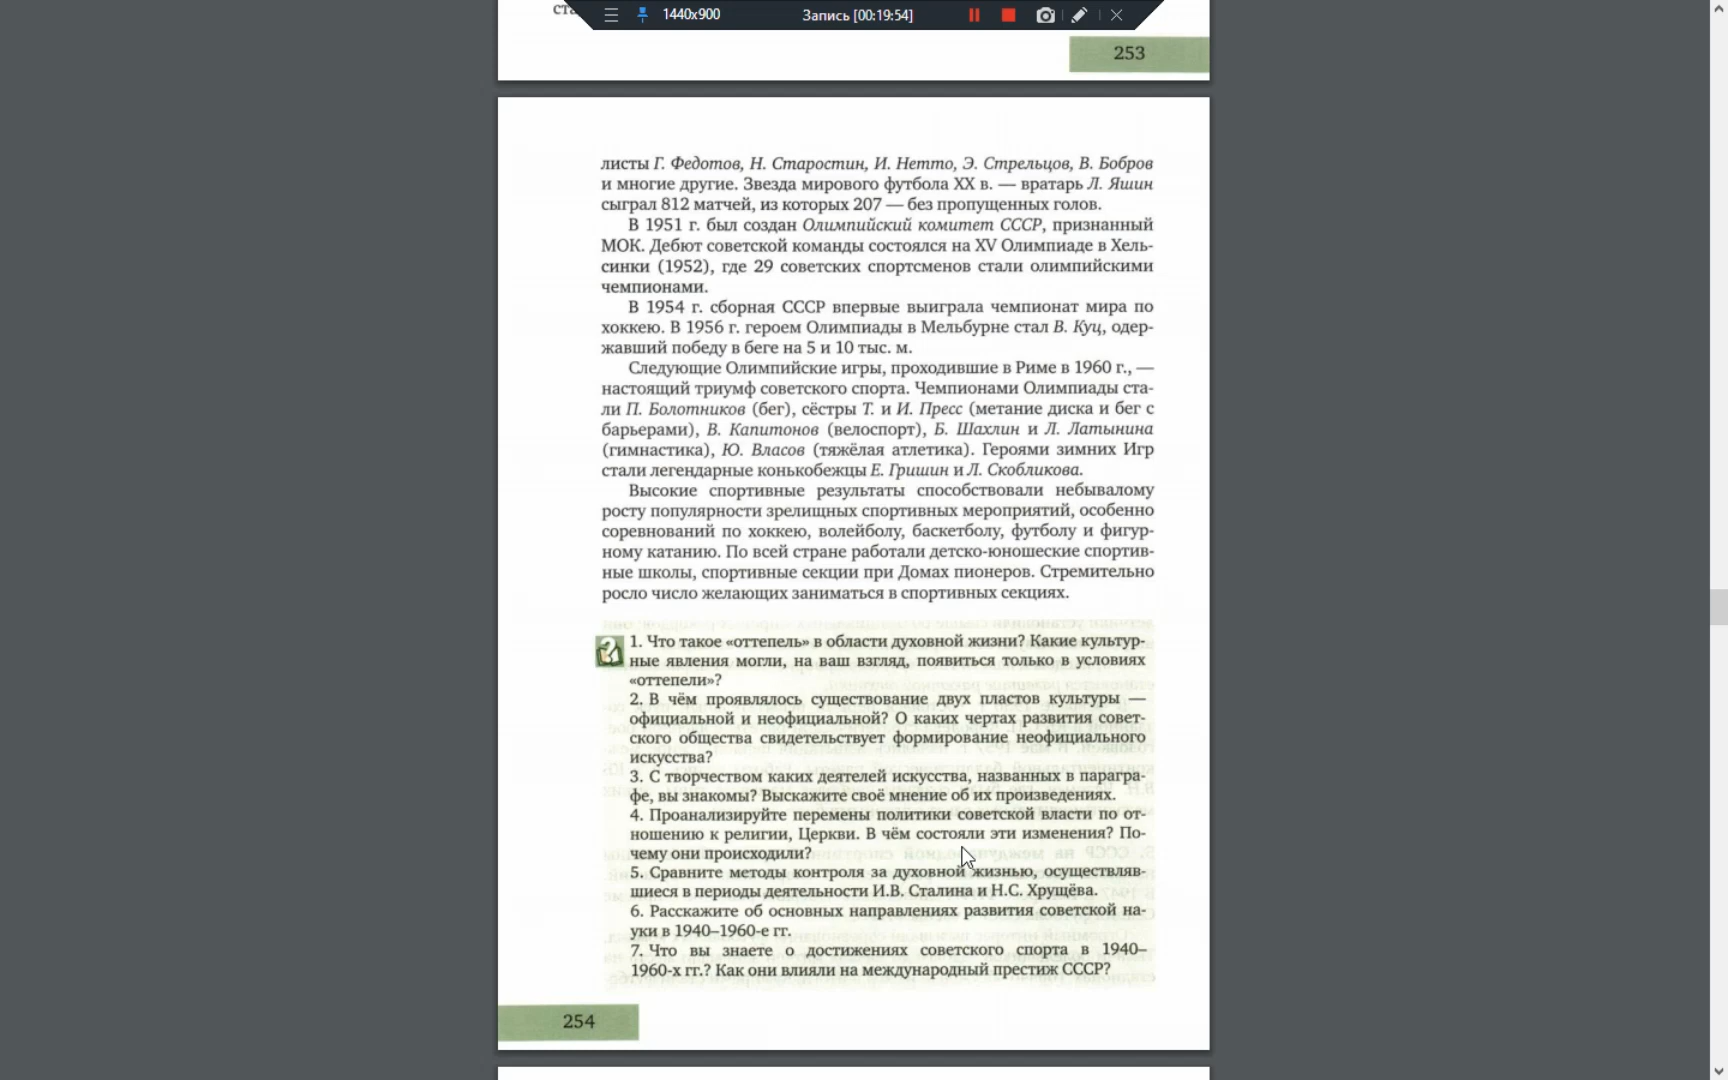 1440x900
Запись [00:19:54]
253
листы Г. Федотов, Н. Старостин, И. Нетто, Э. Стрельцов, В. Бобров
и многие другие. Звезда мирового футбола XX в. — вратарь Л. Яшин
сыграл 812 матчей, из которых 207 — без пропущенных голов.
В 1951 г. был создан Олимпийский комитет СССР, признанный
МОК. Дебют советской команды состоялся на XV Олимпиаде в Хель-
синки (1952), где 29 советских спортсменов стали олимпийскими
чемпионами.
В 1954 г. сборная СССР впервые выиграла чемпионат мира по
хоккею. В 1956 г. героем Олимпиады в Мельбурне стал В. Куц, одер-
жавший победу в беге на 5 и 10 тыс. м.
Следующие Олимпийские игры, проходившие в Риме в 1960 г., —
настоящий триумф советского спорта. Чемпионами Олимпиады ста-
ли П. Болотников (бег), сёстры Т. и И. Пресс (метание диска и бег с
барьерами), В. Капитонов (велоспорт), Б. Шахлин и Л. Латынина
(гимнастика), Ю. Власов (тяжёлая атлетика). Героями зимних Игр
стали легендарные конькобежцы Е. Гришин и Л. Скобликова.
Высокие спортивные результаты способствовали небывалому
росту популярности зрелищных спортивных мероприятий, особенно
соревнований по хоккею, волейболу, баскетболу, футболу и фигур-
ному катанию. По всей стране работали детско-юношеские спортив-
ные школы, спортивные секции при Домах пионеров. Стремительно
росло число желающих заниматься в спортивных секциях.
1. Что такое «оттепель» в области духовной жизни? Какие культур-
ные явления могли, на ваш взгляд, появиться только в условиях
«оттепели»?
2. В чём проявлялось существование двух пластов культуры —
официальной и неофициальной? О каких чертах развития совет-
ского общества свидетельствует формирование неофициального
искусства?
3. С творчеством каких деятелей искусства, названных в парагра-
фе, вы знакомы? Выскажите своё мнение об их произведениях.
4. Проанализируйте перемены политики советской власти по от-
ношению к религии, Церкви. В чём состояли эти изменения? По-
чему они происходили?
5. Сравните методы контроля за духовной жизнью, осуществляв-
шиеся в периоды деятельности И.В. Сталина и Н.С. Хрущёва.
6. Расскажите об основных направлениях развития советской на-
уки в 1940–1960-е гг.
7. Что вы знаете о достижениях советского спорта в 1940–
1960-х гг.? Как они влияли на международный престиж СССР?
254